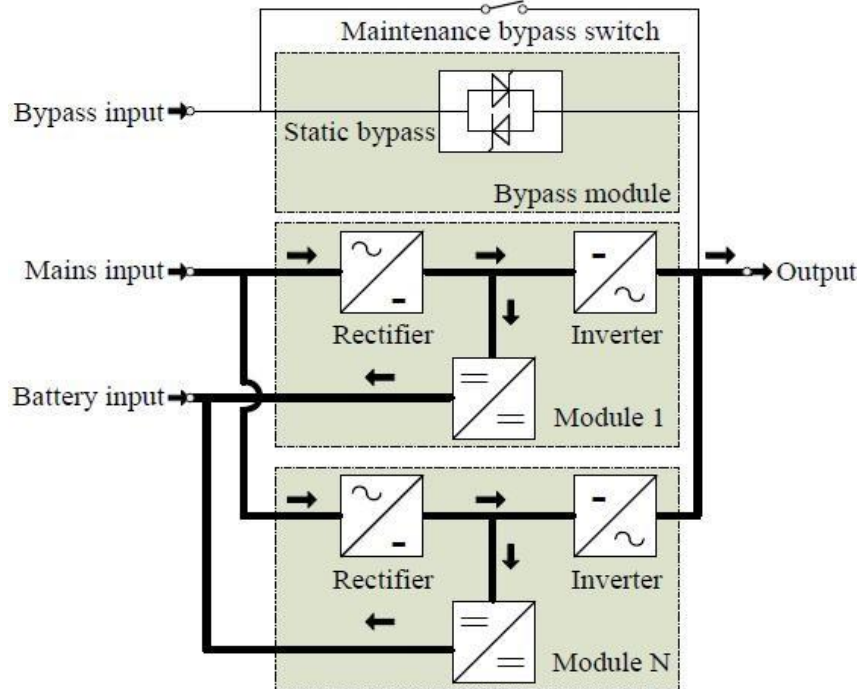 Maintenance bypass switch
Bypass input
Static bypass
Bypass module
Mains input
Output
Rectifier
Inverter
Battery input
Module 1
Rectifier
Inverter
Module N